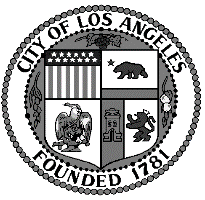 CITY OF LOS ANGELES
FOUNDED 1781